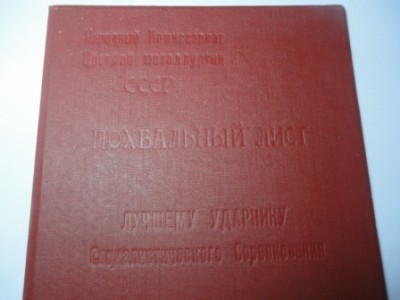 Народный Комиссариат
Цветной металлургии
СССР
ПОХВАЛЬНЫЙ ЛИСТ
ЛУЧШЕМУ УДАРНИКУ
Социалистического Соревнования